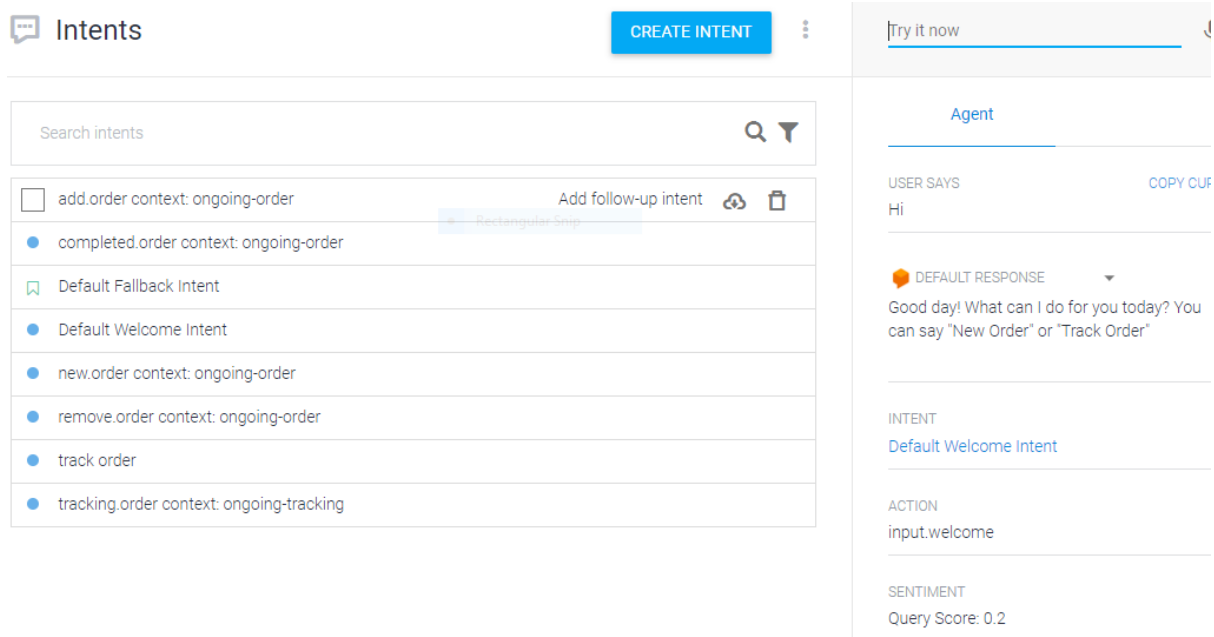 Intents
CREATE INTENT
Search intents
add.order context: ongoing-order
Add follow-up intent
Rectangular Snip
completed.order context: ongoing-order
Default Fallback Intent
Default Welcome Intent
new.order context: ongoing-order
remove.order context: ongoing-order
track order
tracking.order context: ongoing-tracking
Try it now
Agent
USER SAYS
COPY CUR
Hi
DEFAULT RESPONSE
Good day! What can I do for you today? You
can say "New Order" or "Track Order"
INTENT
Default Welcome Intent
ACTION
input.welcome
SENTIMENT
Query Score: 0.2